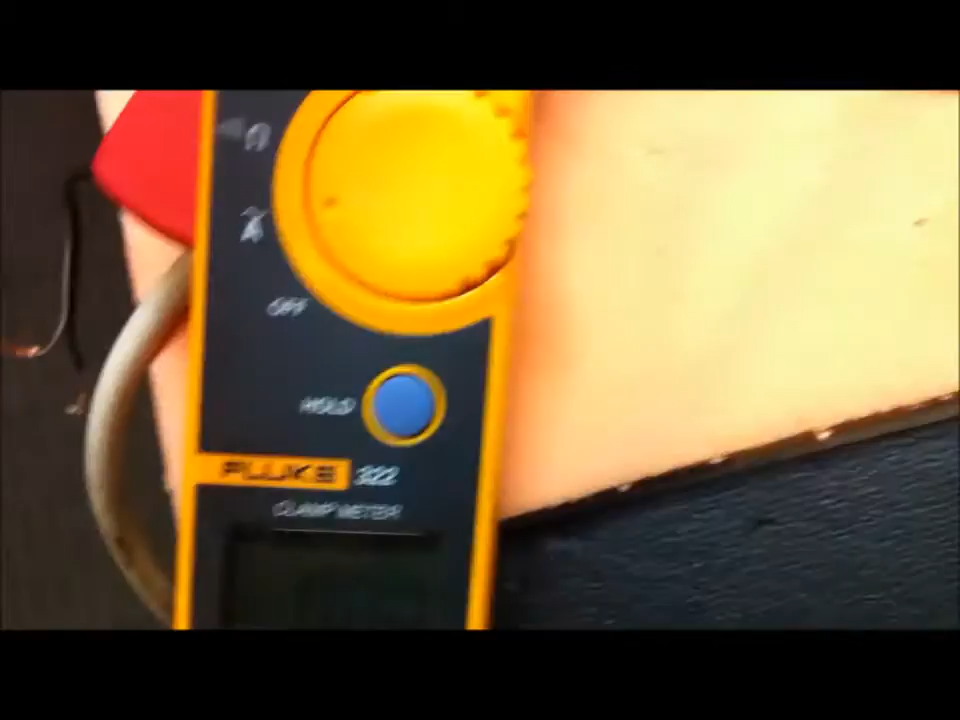 Ω
Ã
OFF
HOLD
FLUKE 322
CLAMP METER